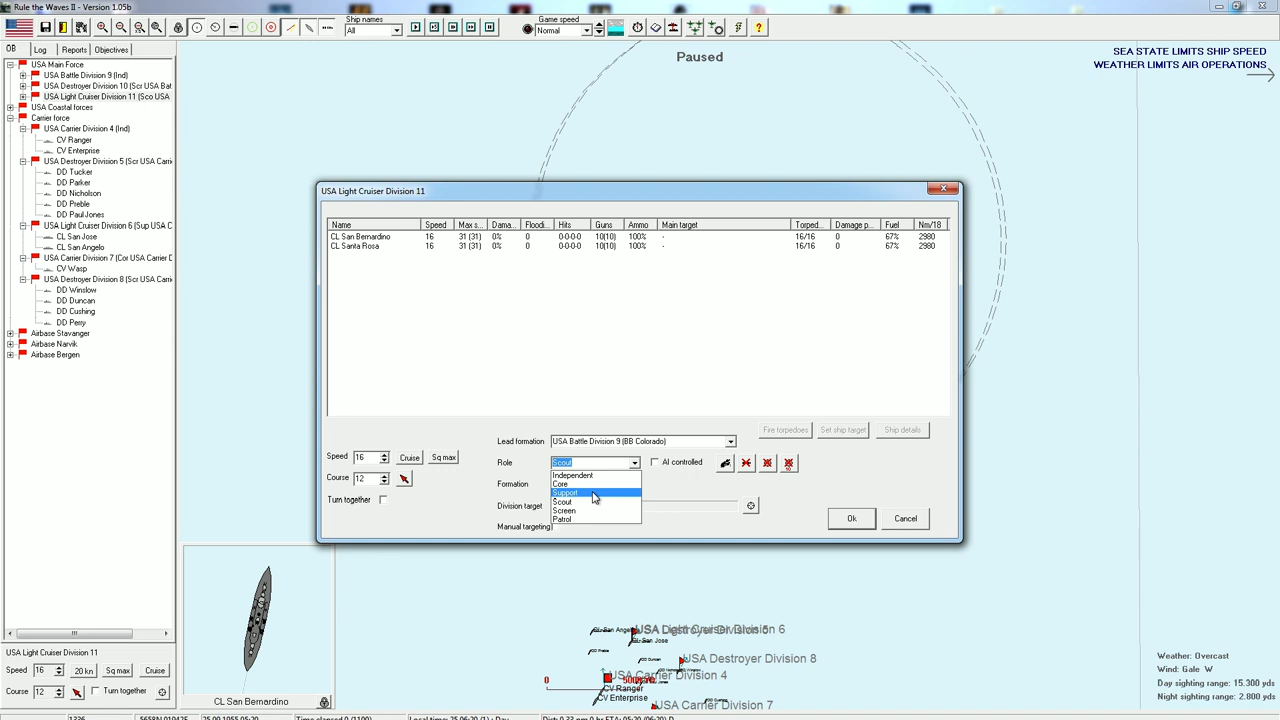 Rule the Waves II - Version 1.05b
Ship names
All
Game speed
Normal
OB Log Reports Objectives
Paused
SEA STATE LIMITS SHIP SPEED
WEATHER LIMITS AIR OPERATIONS
USA Main Force
USA Battle Division 9 (Ind)
USA Destroyer Division 10 (Scr USA Bat
USA Light Cruiser Division 11 (Sco USA
USA Coastal forces
Carrier force
USA Carrier Division 4 (Ind)
CV Ranger
CV Enterprise
USA Destroyer Division 5 (Scr USA Carri
DD Tucker
DD Parker
DD Nicholson
DD Preble
DD Paul Jones
USA Light Cruiser Division 6 (Sup USA Carrier
CL San Jose
CL San Angelo
USA Carrier Division 7 (Cor USA Carrier D
CV Wasp
USA Destroyer Division 8 (Scr USA Carri
DD Winslow
DD Duncan
DD Cushing
DD Perry
Airbase Stavanger
Airbase Narvik
Airbase Bergen
USA Light Cruiser Division 11
Name Speed Max s... Dama... Floodi... Hits Guns Ammo Main target Torped... Damage p... Fuel Nm/18
CL San Bernardino 16 31 (31) 0% 0 0-0-0-0 10(10) 100% - 16/16 0 67% 2980
CL Santa Rosa 16 31 (31) 0% 0 0-0-0-0 10(10) 100% - 16/16 0 67% 2980
Fire torpedoes Set ship target Ship details
Lead formation USA Battle Division 9 (BB Colorado)
Speed 16 Cruise Sq max
Role Scout AI controlled
Course 12
Formation
Turn together
Division target
Manual targeting
Independent
Core
Support
Scout
Screen
Patrol
Ok Cancel
USA Light Cruiser Division 11
Speed 16 20 kn Sq max Cruise
Course 12 Turn together
CL San Bernardino
USA Light Cruiser Division 6
CL San Jose
DD Preble
USA Destroyer Division 8
USA Carrier Division 4
CV Ranger
CV Enterprise
USA Carrier Division 7
0
Weather: Overcast
Wind: Gale W
Day sighting range: 15.300 yds
Night sighting range: 2.800 yds